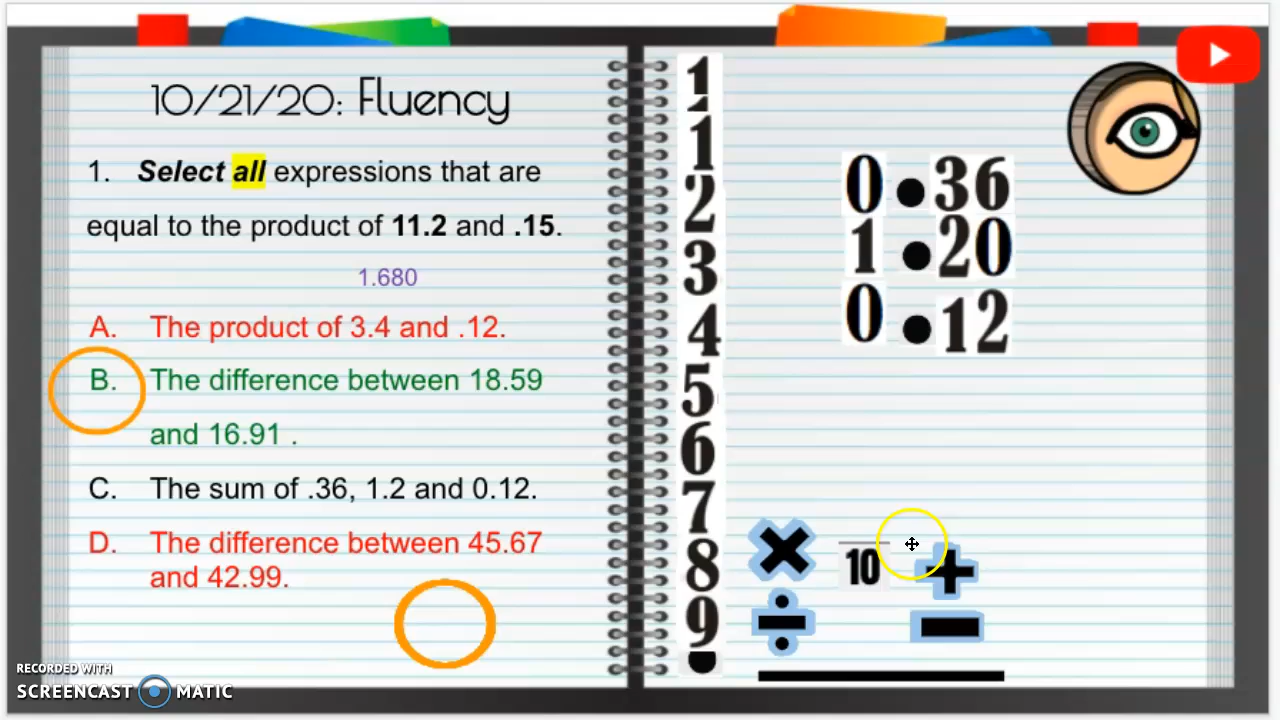 10/21/20: Fluency
1. Select all expressions that are
equal to the product of 11.2 and .15.
1.680
A. The product of 3.4 and .12.
B. The difference between 18.59
and 16.91 .
C. The sum of .36, 1.2 and 0.12.
D. The difference between 45.67
and 42.99.
RECORDED WITH
SCREENCAST MATIC
1
1
2
3
4
5
6
7
8
9
.
0.36
1.20
0.12
× 10 +
÷ −